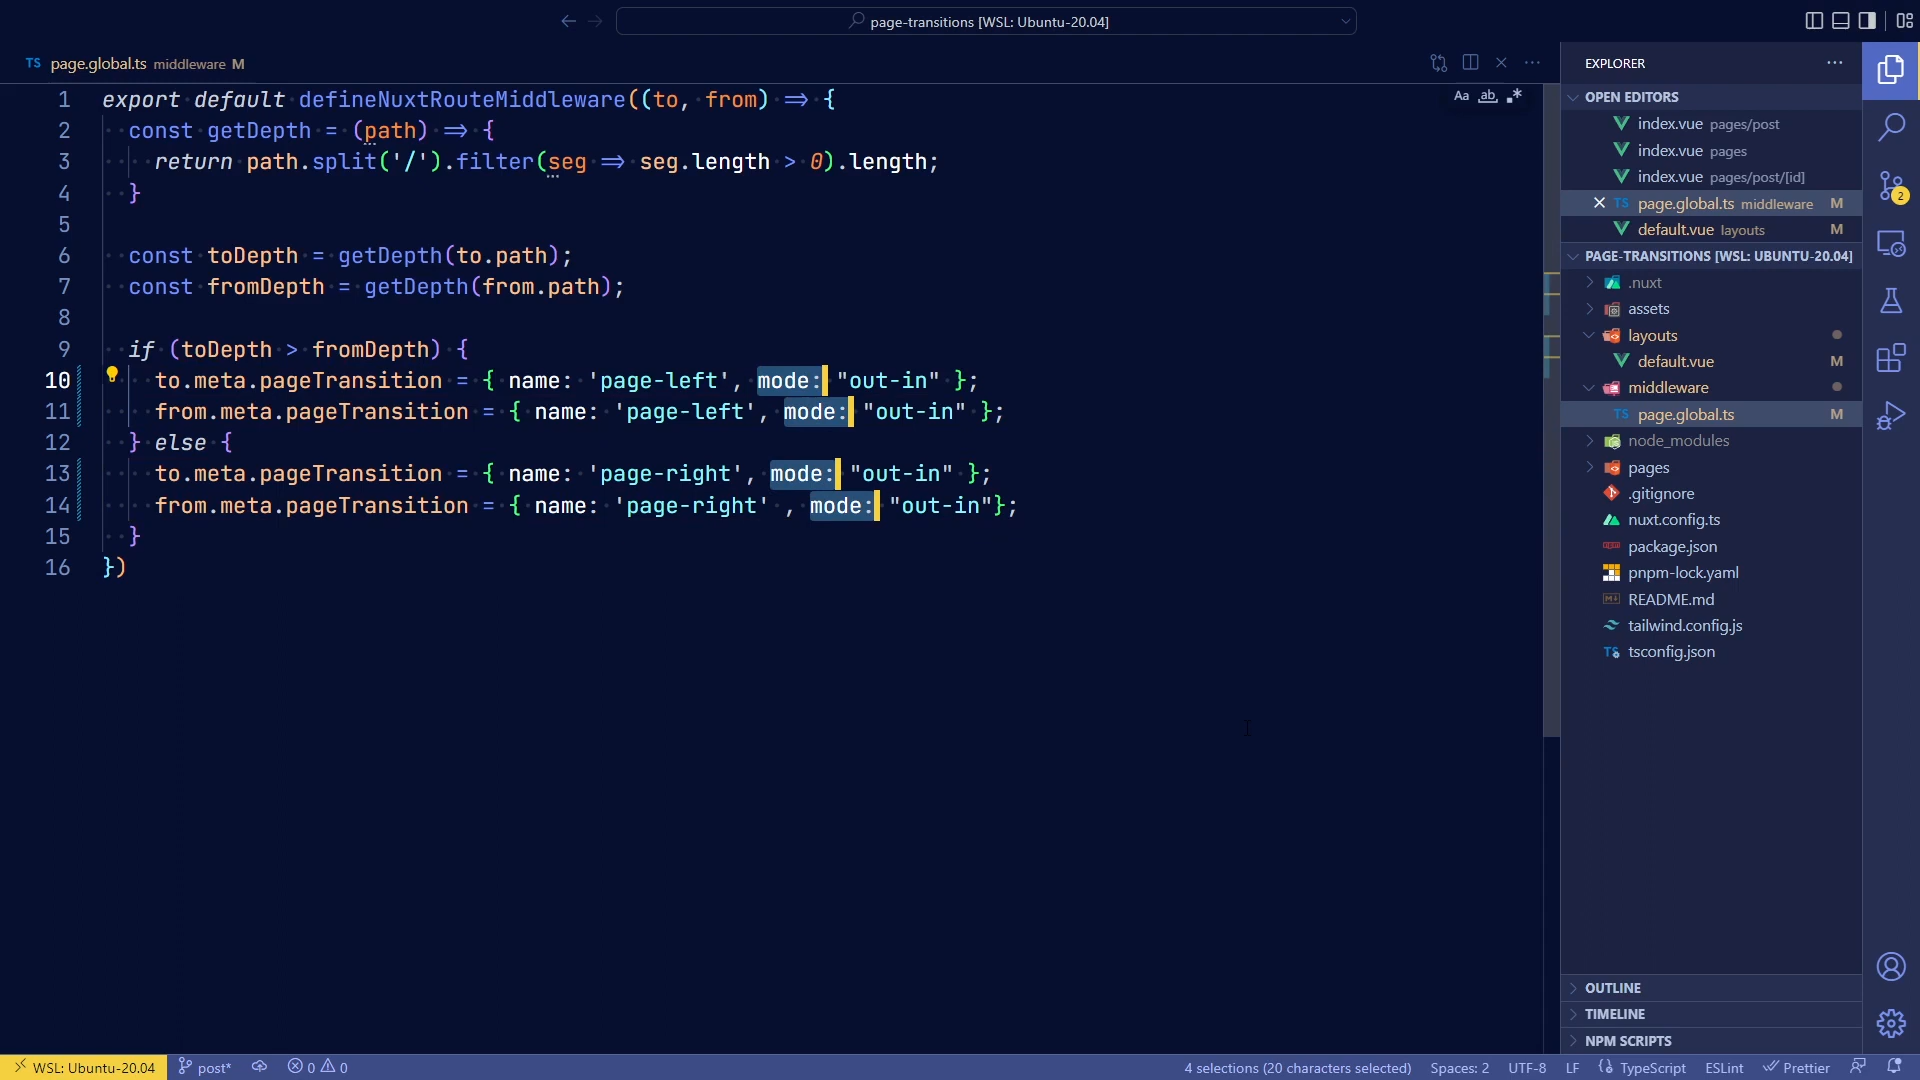 page-transitions [WSL: Ubuntu-20.04]
TS page.global.ts middleware M
Aa ab .*
1 export default defineNuxtRouteMiddleware((to, from) => {
2 const getDepth = (path) => {
3 return path.split('/').filter(seg => seg.length > 0).length;
4 }
5
6 const toDepth = getDepth(to.path);
7 const fromDepth = getDepth(from.path);
8
9 if (toDepth > fromDepth) {
10 to.meta.pageTransition = { name: 'page-left', mode: "out-in" };
11 from.meta.pageTransition = { name: 'page-left', mode: "out-in" };
12 } else {
13 to.meta.pageTransition = { name: 'page-right', mode: "out-in" };
14 from.meta.pageTransition = { name: 'page-right' , mode: "out-in"};
15 }
16 })
EXPLORER
OPEN EDITORS
index.vue pages/post
index.vue pages
index.vue pages/post/[id]
TS page.global.ts middleware M
default.vue layouts M
PAGE-TRANSITIONS [WSL: UBUNTU-20.04]
.nuxt
assets
layouts
default.vue M
middleware
TS page.global.ts M
node_modules
pages
.gitignore
nuxt.config.ts
package.json
pnpm-lock.yaml
README.md
tailwind.config.js
TS tsconfig.json
OUTLINE
TIMELINE
NPM SCRIPTS
2
WSL: Ubuntu-20.04 post* 0 0 4 selections (20 characters selected) Spaces: 2 UTF-8 LF {} TypeScript ESLint Prettier